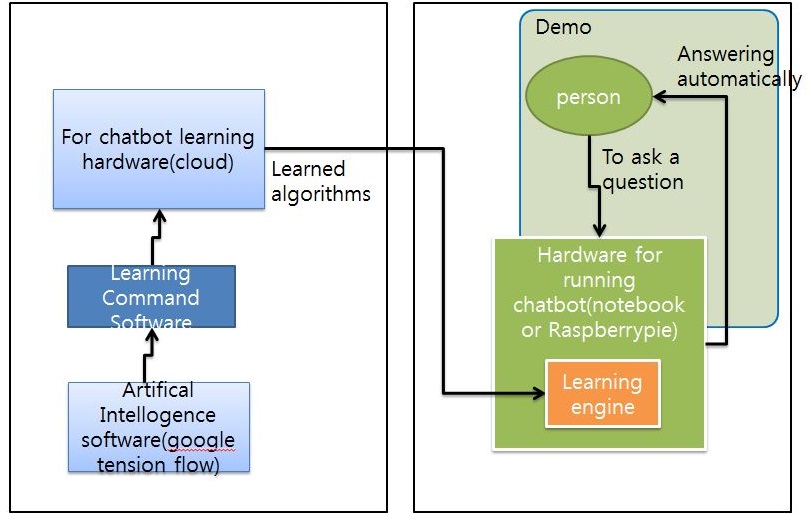 For chatbot learning
hardware(cloud)
Learned
algorithms
Learning
Command
Software
Artifical
Intellogence
software(google
tension flow)
Demo
person
Answering
automatically
To ask a
question
Hardware for
running
chatbot(notebook
or Raspberrypie)
Learning
engine